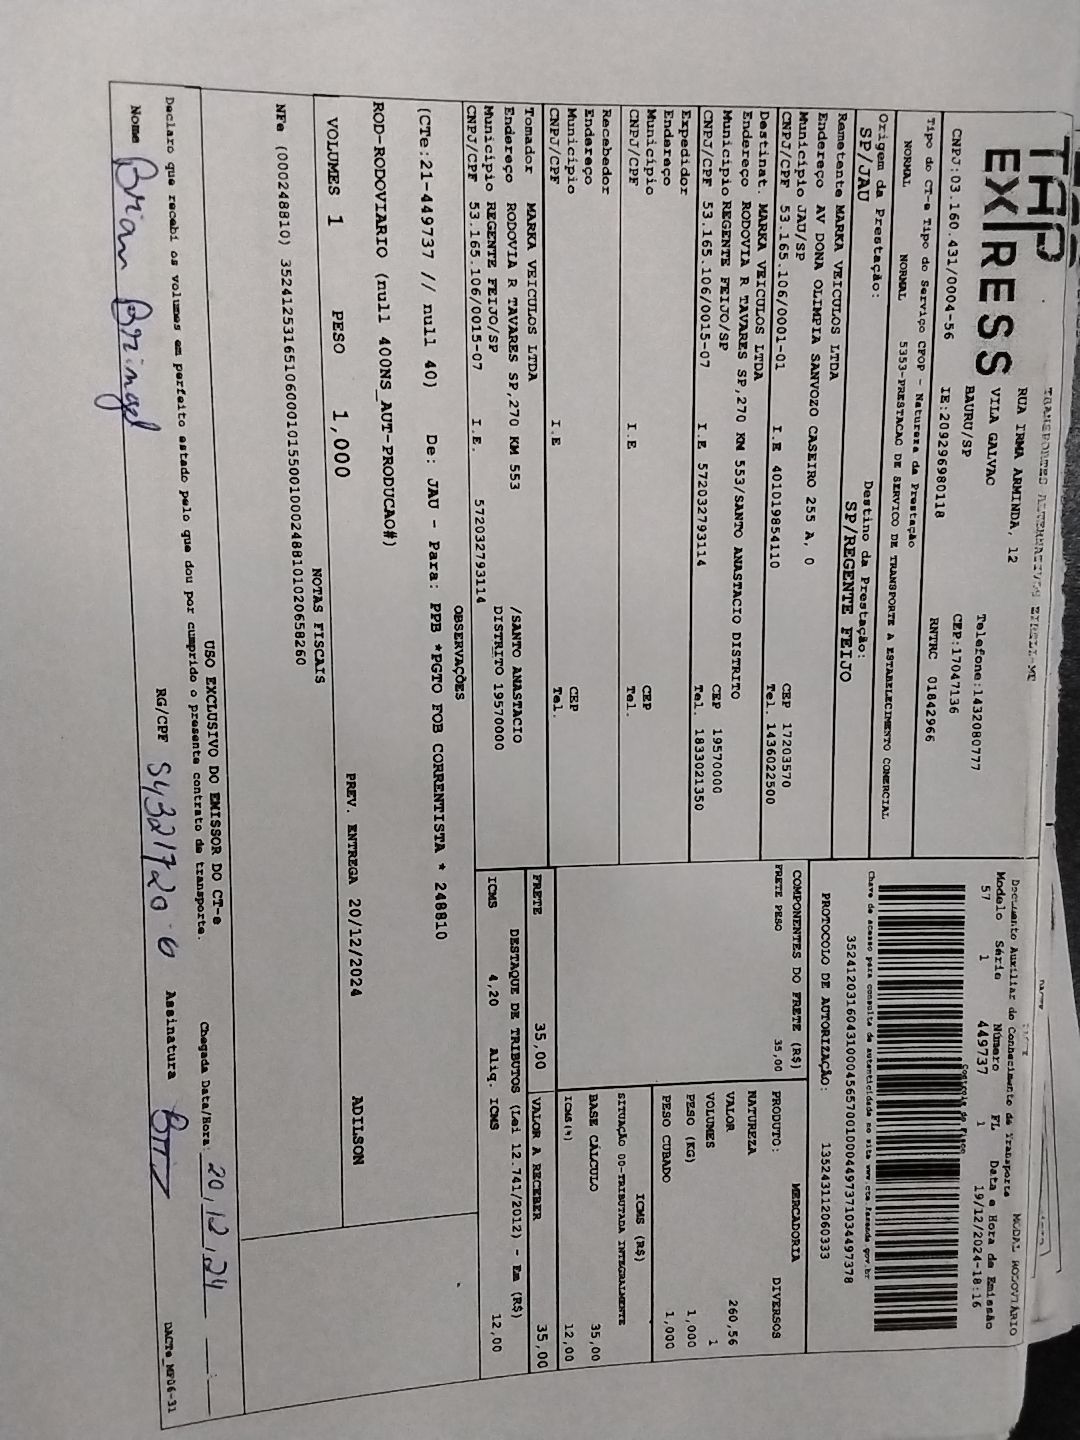 TRANSPORTES ALTERNATIVOS EIRELI-MT
TAP
EXPRESS
RUA IRMA ARMINDA, 12
VILA GALVAO
BAURU/SP
Telefone:1432080777
CEP:17047136
CNPJ:03.160.431/0004-56 IE:209296980118 RNTRC 01842966
Documento Auxiliar do Conhecimento de Transporte MODAL RODOVIÁRIO
Modelo Série Número FL Data e Hora da Emissão
57 1 449737 1 19/12/2024-18:16
Controle do Fisco
Chave de acesso para consulta de autenticidade no site www.cte.fazenda.gov.br
35241203160431000456570010004497371034497378
PROTOCOLO DE AUTORIZAÇÃO: 135243112060333
Tipo do CT-e Tipo do Serviço CFOP - Natureza da Prestação
NORMAL NORMAL 5353-PRESTACAO DE SERVICO DE TRANSPORTE A ESTABELECIMENTO COMERCIAL
Origem da Prestação: Destino da Prestação:
SP/JAU SP/REGENTE FEIJO
Remetente MARKA VEICULOS LTDA
Endereço AV DONA OLIMPIA SANVOZO CASEIRO 255 A, 0
Município JAU/SP CEP 17203570
CNPJ/CPF 53.165.106/0001-01 I.E 401019854110 Tel. 1436022500
Destinat. MARKA VEICULOS LTDA
Endereço RODOVIA R TAVARES SP,270 KM 553/SANTO ANASTACIO DISTRITO
Município REGENTE FEIJO/SP CEP 19570000
CNPJ/CPF 53.165.106/0015-07 I.E 572032793114 Tel. 1833021350
Expedidor
Endereço
Município CEP
CNPJ/CPF I.E Tel.
Recebedor
Endereço
Município CEP
CNPJ/CPF I.E Tel.
Tomador MARKA VEICULOS LTDA
Endereço RODOVIA R TAVARES SP,270 KM 553 /SANTO ANASTACIO
Município REGENTE FEIJO/SP DISTRITO 19570000
CNPJ/CPF 53.165.106/0015-07 I.E. 572032793114
COMPONENTES DO FRETE (R$)
FRETE PESO 35,00
PRODUTO: MERCADORIA DIVERSOS
NATUREZA
VALOR 260,56
VOLUMES 1
PESO (KG) 1,000
PESO CUBADO 1,000
ICMS (R$)
SITUAÇÃO 00-TRIBUTADA INTEGRALMENTE
BASE CÁLCULO 35,00
ICMS(%) 12,00
FRETE 35,00 VALOR A RECEBER 35,00
DESTAQUE DE TRIBUTOS (Lei 12.741/2012) - Em (R$)
ICMS 4,20 Aliq. ICMS 12,00
OBSERVAÇÕES
(CTe:21-449737 // null 40) De: JAU - Para: PPB *PGTO FOB CORRENTISTA * 248810
ROD-RODOVIARIO (null 400NS_AUT-PRODUCAO#)
VOLUMES 1 PESO 1,000 PREV. ENTREGA 20/12/2024 ADILSON
NOTAS FISCAIS
NFe (000248810) 35241253165106000101550010002488101020658260
USO EXCLUSIVO DO EMISSOR DO CT-e
Declaro que recebi os volumes em perfeito estado pelo que dou por cumprido o presente contrato de transporte.
Chegada Data/Hora: 20,12,24 __:__
Nome Brian Bringel RG/CPF 54321720-0 Assinatura
DACTe_MP06-31